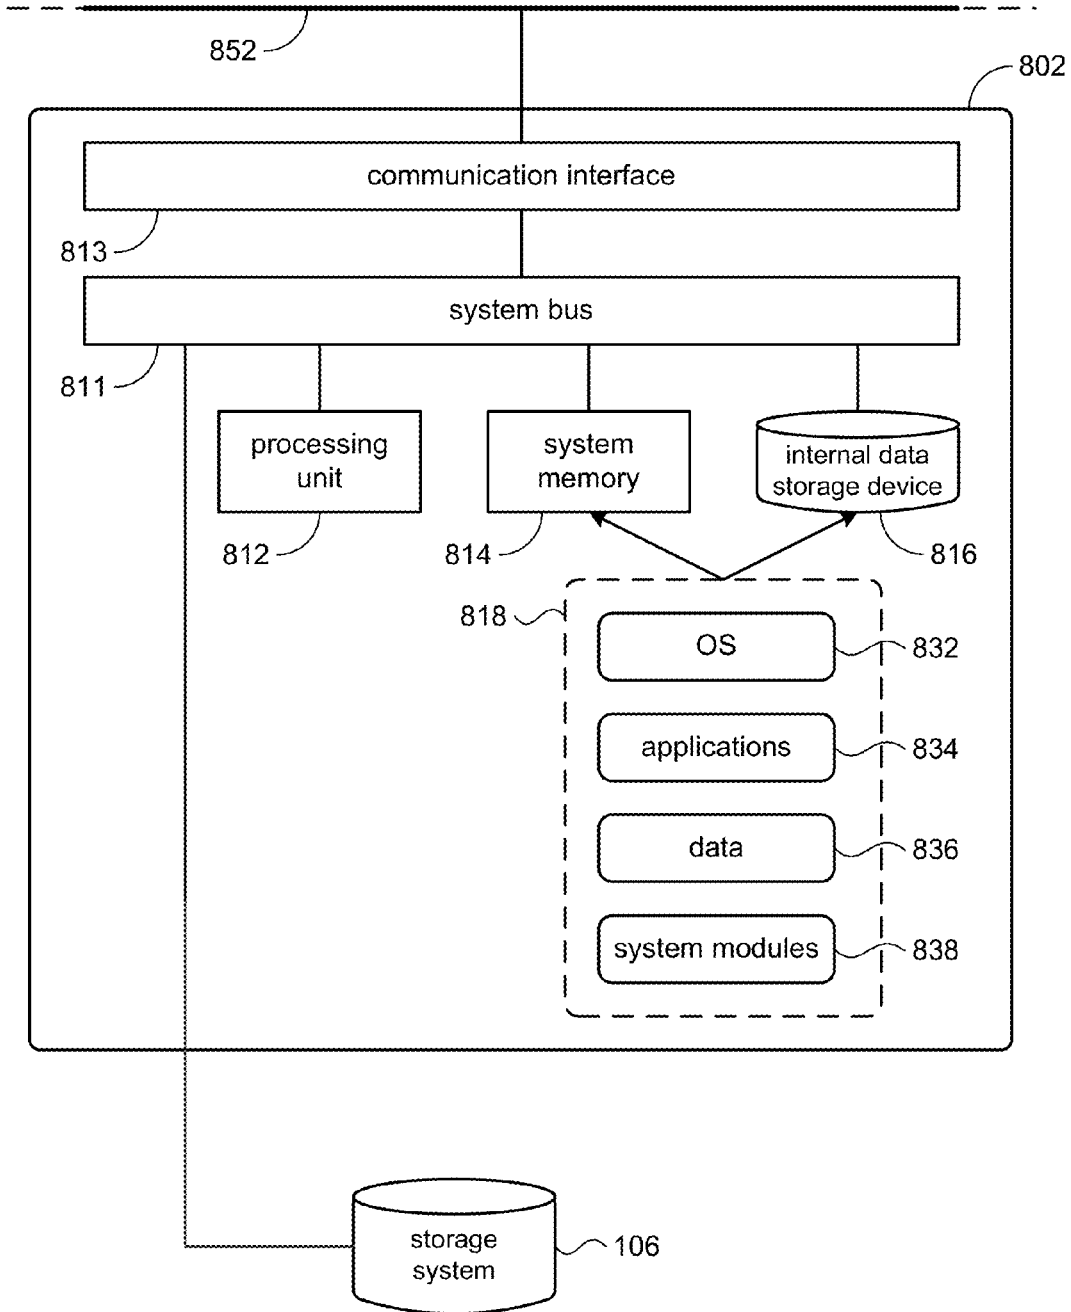 852
802
communication interface
813
system bus
811
processing
unit
812
system
memory
814
internal data
storage device
816
818
OS
832
applications
834
data
836
system modules
838
storage
system
106